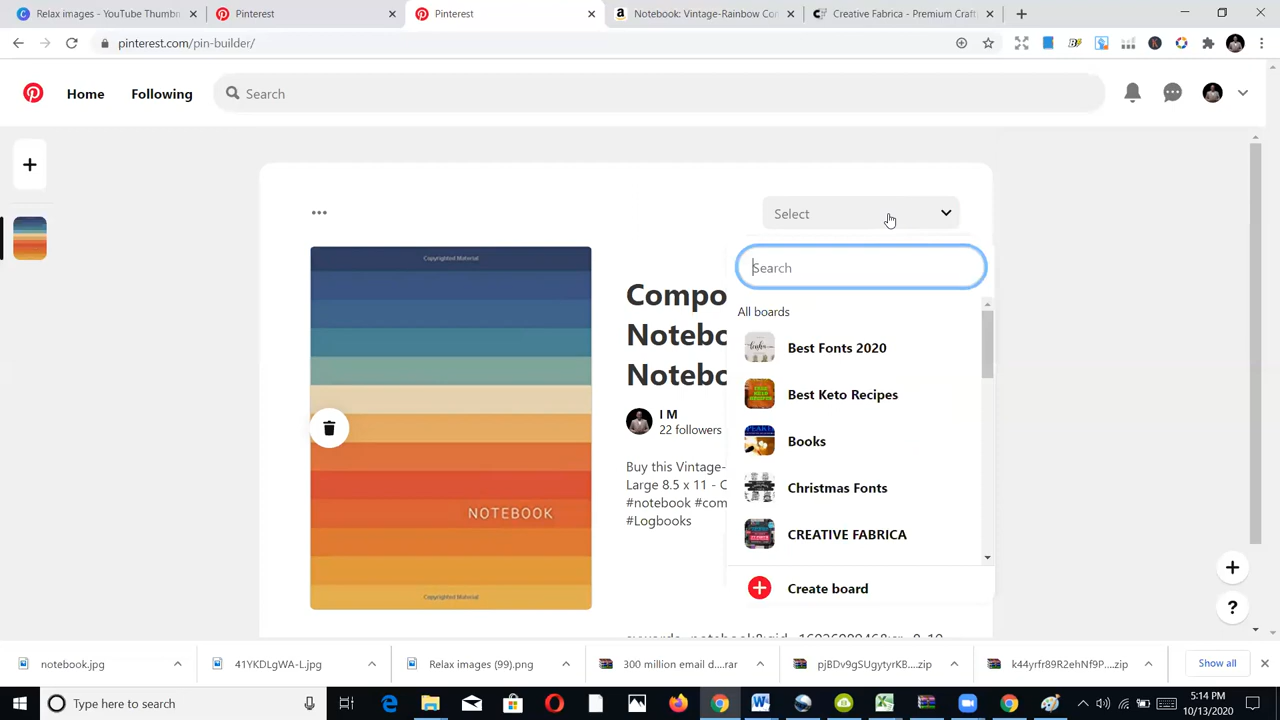 Relax images - YouTube Thumbn
Pinterest
Pinterest
Notebook: Vintage-Rainbow Con
Creative Fabrica - Premium Craft
pinterest.com/pin-builder/
Home
Following
Search
Select
Search
All boards
Best Fonts 2020
Best Keto Recipes
Books
Christmas Fonts
CREATIVE FABRICA
Create board
Copyrighted Material
NOTEBOOK
Copyrighted Material
Compo
Notebo
Notebo
I M
22 followers
Buy this Vintage-
Large 8.5 x 11 - C
#notebook #com
#Logbooks
notebook.jpg
41YKDLgWA-L.jpg
Relax images (99).png
300 million email d....rar
pjBDv9gSUgytyrKB....zip
k44yrfr89R2ehNf9P....zip
Show all
Type here to search
5:14 PM
10/13/2020